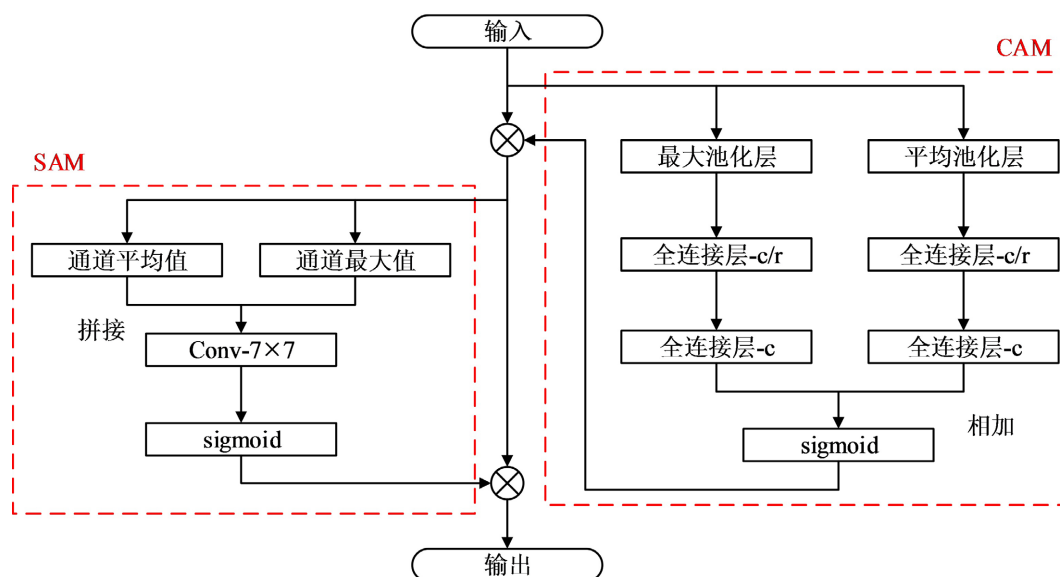 输入
CAM
SAM
最大池化层
平均池化层
通道平均值
通道最大值
全连接层-c/r
全连接层-c/r
拼接
Conv-7×7
全连接层-c
全连接层-c
sigmoid
相加
sigmoid
输出